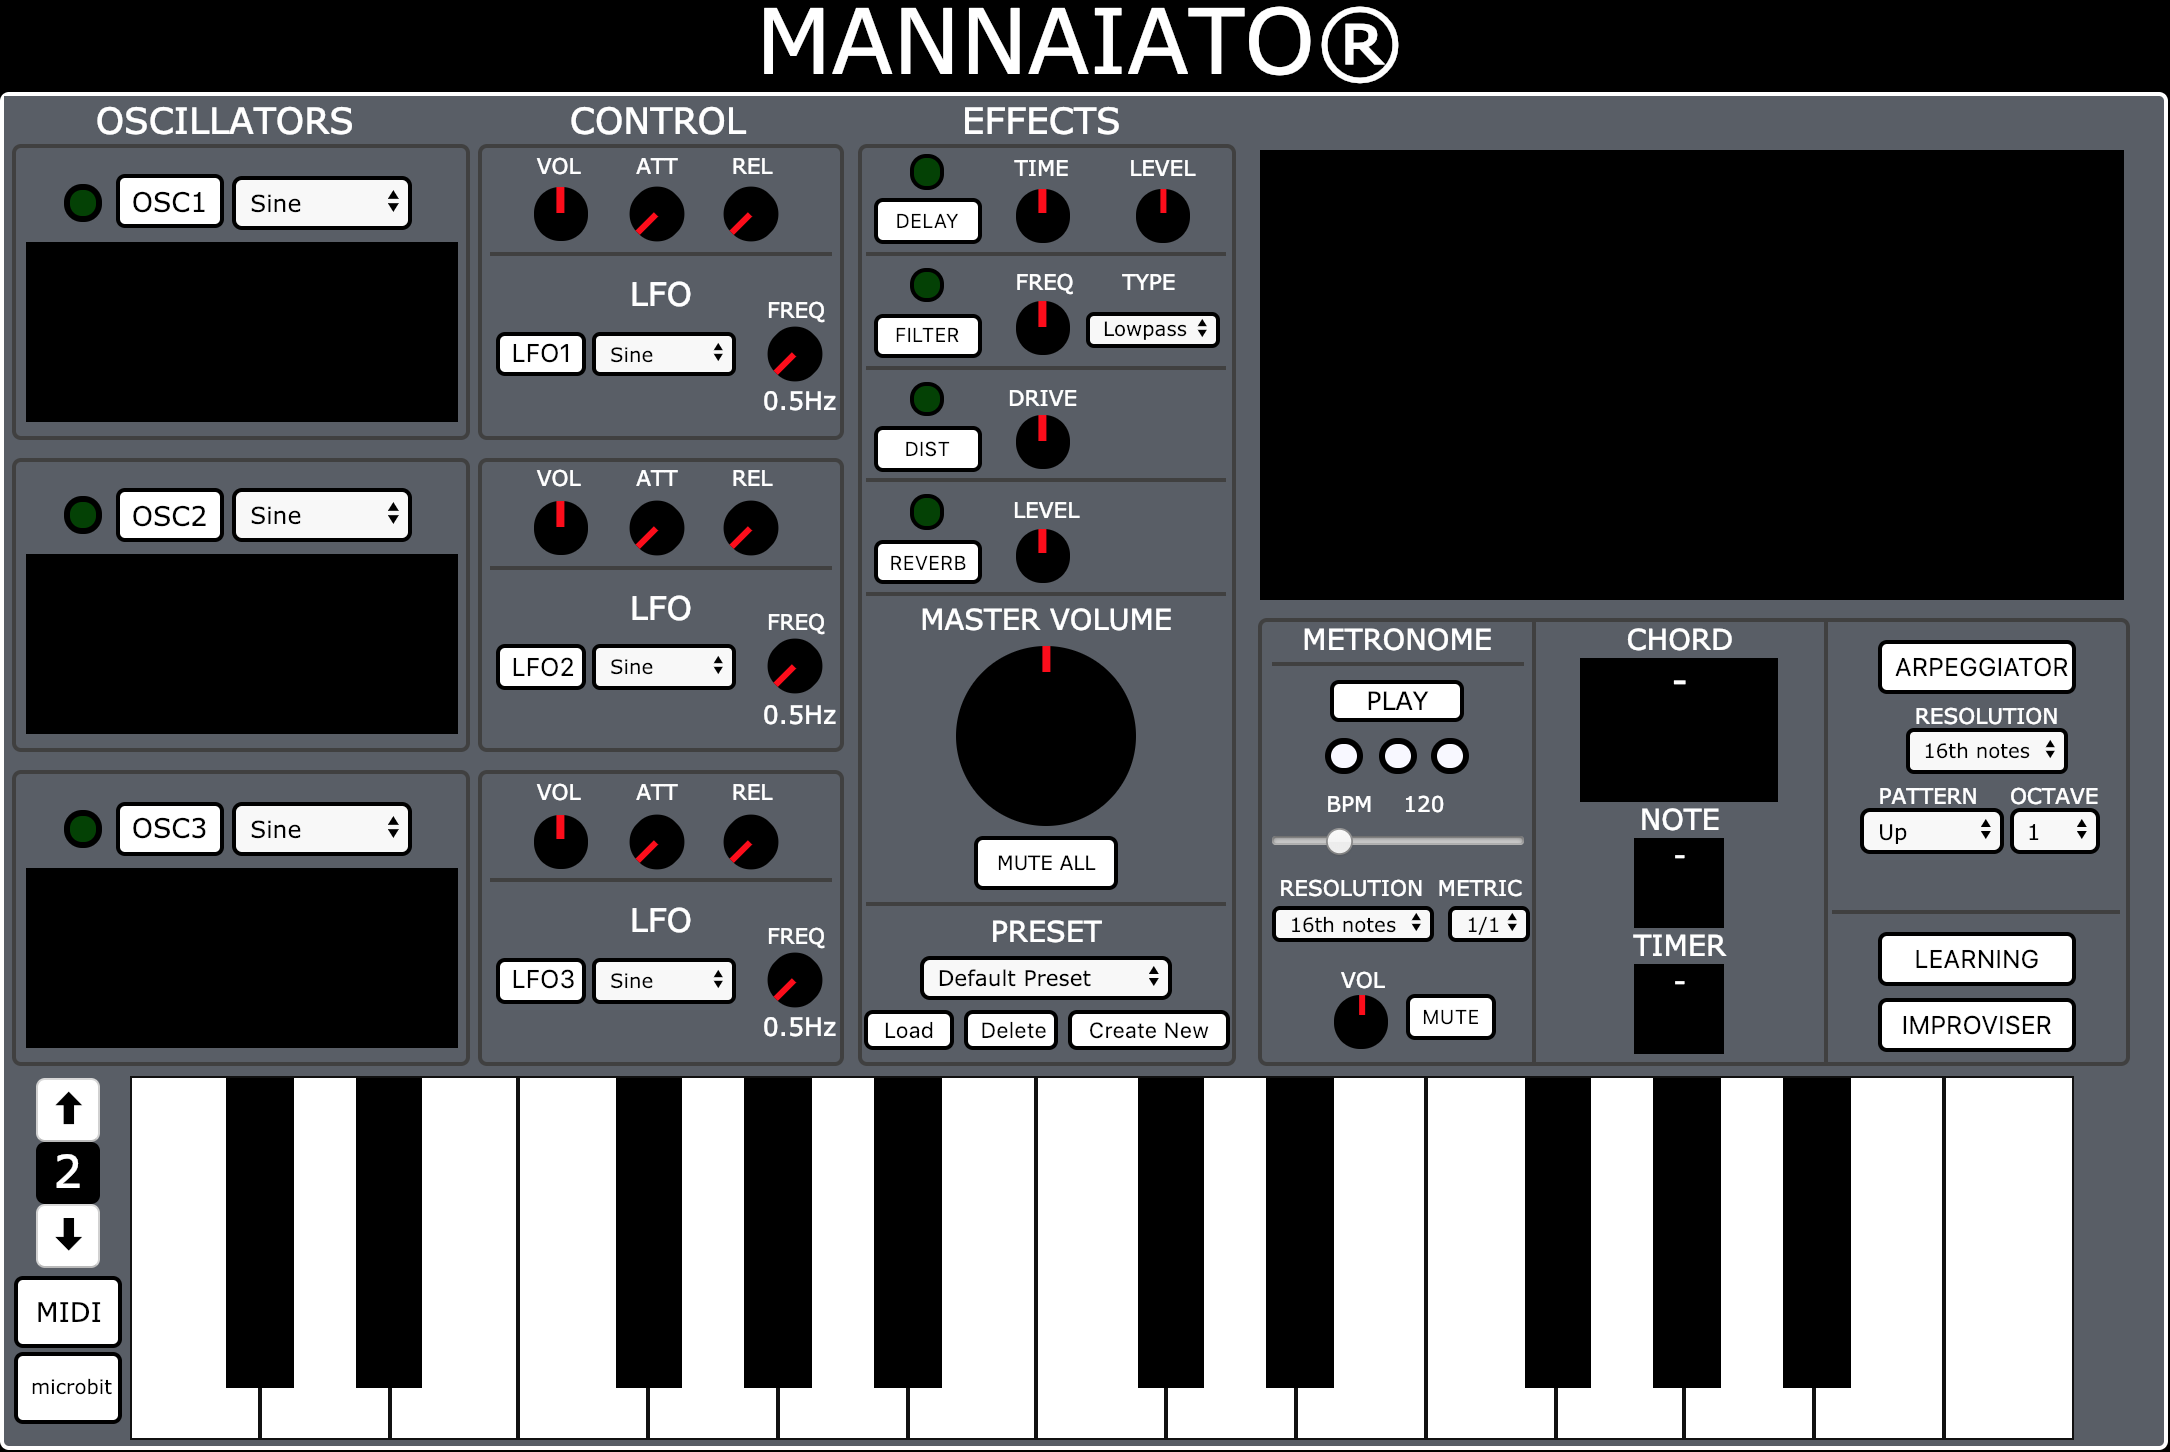 MANNAIATO®
OSCILLATORS
OSC1 Sine
OSC2 Sine
OSC3 Sine
CONTROL
VOL ATT REL
LFO
FREQ
LFO1 Sine
0.5Hz
VOL ATT REL
LFO
FREQ
LFO2 Sine
0.5Hz
VOL ATT REL
LFO
FREQ
LFO3 Sine
0.5Hz
EFFECTS
TIME LEVEL
DELAY
FREQ TYPE
FILTER Lowpass
DRIVE
DIST
LEVEL
REVERB
MASTER VOLUME
MUTE ALL
PRESET
Default Preset
Load Delete Create New
METRONOME
PLAY
BPM 120
RESOLUTION METRIC
16th notes 1/1
VOL
MUTE
CHORD
-
NOTE
-
TIMER
-
ARPEGGIATOR
RESOLUTION
16th notes
PATTERN OCTAVE
Up 1
LEARNING
IMPROVISER
2
MIDI
microbit